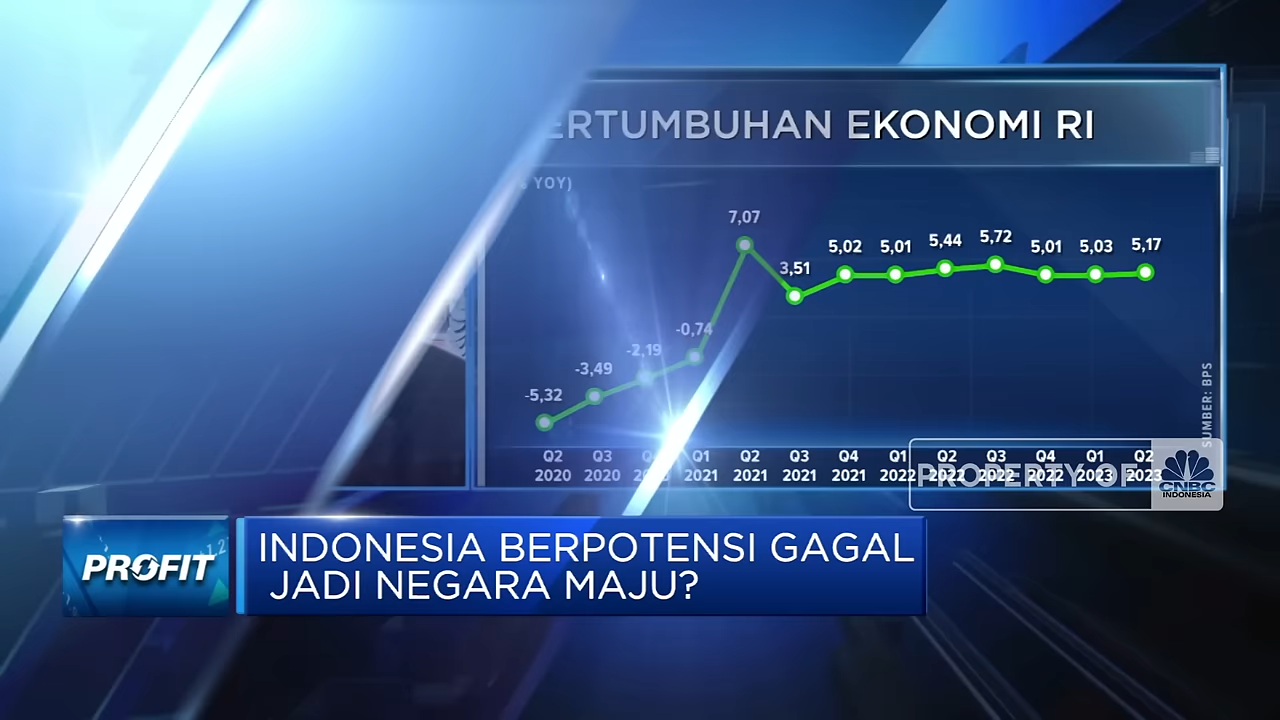 ERTUMBUHAN EKONOMI RI
YOY)
7,07
5,72
5,44
5,17
5,02
5,01
5,01
5,03
3,51
-0,74
-2,19
-3,49
-5,32
Q2 Q3 Q1 Q2 Q3 Q4 Q1 Q2 Q3 Q4 Q1 Q2
2020 2020 2021 2021 2021 2021 2022 2022 2022 2022 2023 2023
SUMBER: BPS
PROPERTY OF
CNBC
INDONESIA
PROFIT
INDONESIA BERPOTENSI GAGAL
JADI NEGARA MAJU?